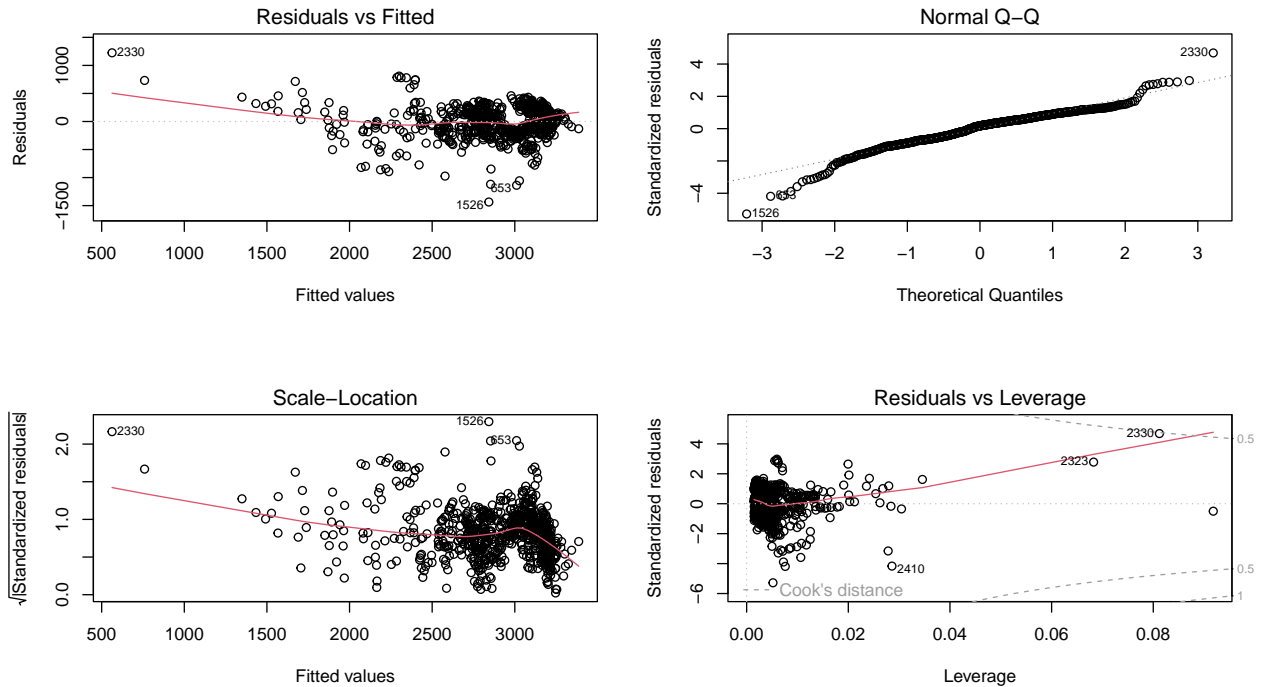 Residuals vs Fitted
Residuals
1000
0
−1500
2330
653
1526
500 1000 1500 2000 2500 3000
Fitted values
Normal Q−Q
Standardized residuals
4
2
0
−4
2330
1526
−3 −2 −1 0 1 2 3
Theoretical Quantiles
Scale−Location
√|Standardized residuals|
2.0
1.0
0.0
1526
2330
653
500 1000 1500 2000 2500 3000
Fitted values
Residuals vs Leverage
Standardized residuals
4
2
0
−2
−6
2330
2323
2410
0.5
0.5
1
Cook's distance
0.00 0.02 0.04 0.06 0.08
Leverage